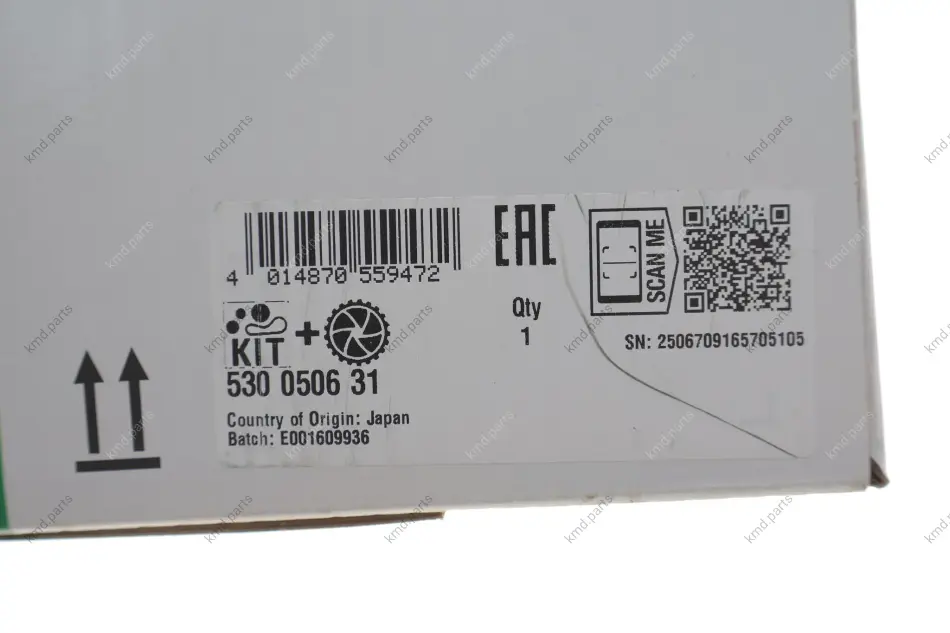 4 014870 559472
EAC
SCAN ME
KIT
+
530 0506 31
Qty
1
SN: 2506709165705105
Country of Origin: Japan
Batch: E001609936
kmd.parts